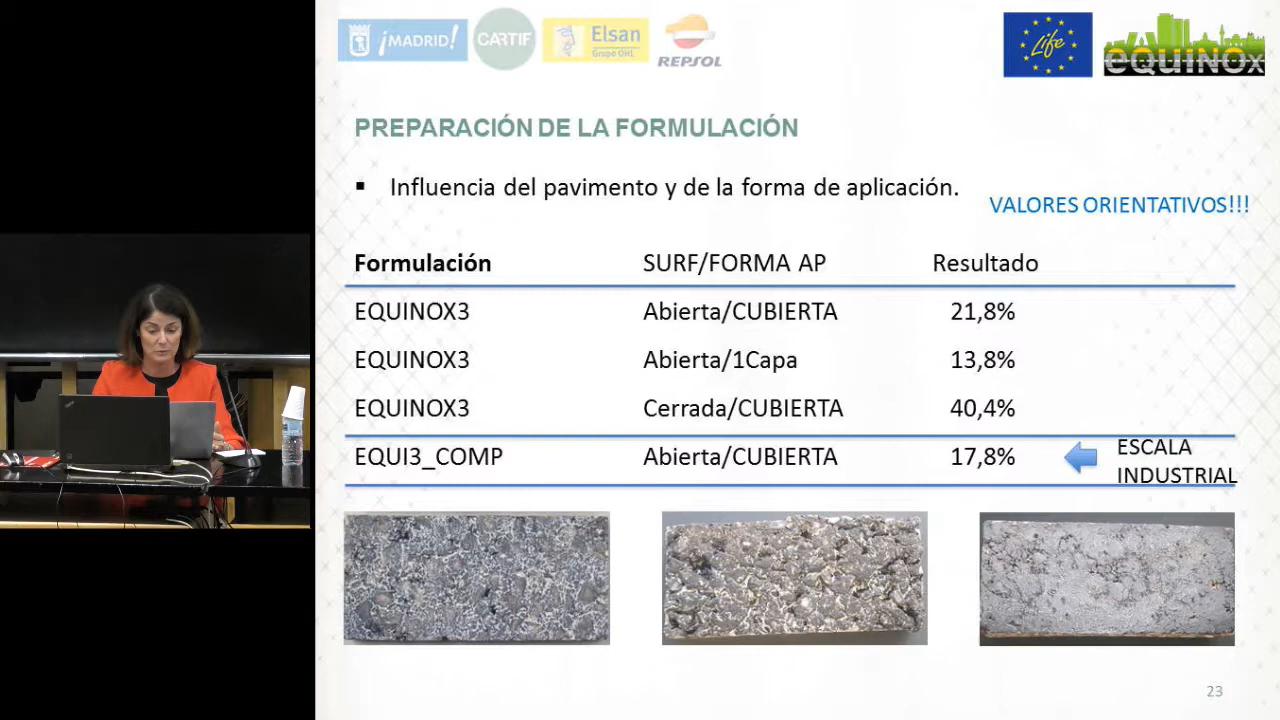 ¡MADRID!
CARTIF
Elsan
Grupo OHL
REPSOL
Life
eQUINOx
PREPARACIÓN DE LA FORMULACIÓN
▪ Influencia del pavimento y de la forma de aplicación.
VALORES ORIENTATIVOS!!!
Formulación SURF/FORMA AP Resultado
EQUINOX3 Abierta/CUBIERTA 21,8%
EQUINOX3 Abierta/1Capa 13,8%
EQUINOX3 Cerrada/CUBIERTA 40,4%
EQUI3_COMP Abierta/CUBIERTA 17,8%
ESCALA
INDUSTRIAL
23